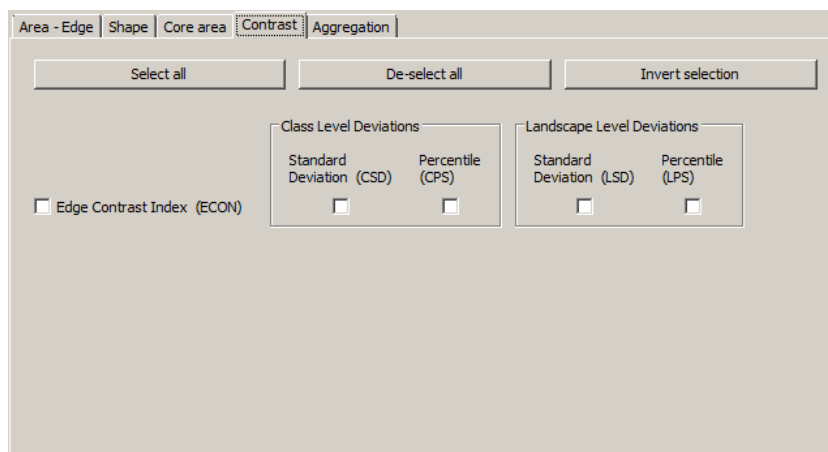 Area - Edge Shape Core area Contrast Aggregation
Select all De-select all Invert selection
Class Level Deviations Landscape Level Deviations
Standard Percentile Standard Percentile
Deviation (CSD) (CPS) Deviation (LSD) (LPS)
Edge Contrast Index (ECON)